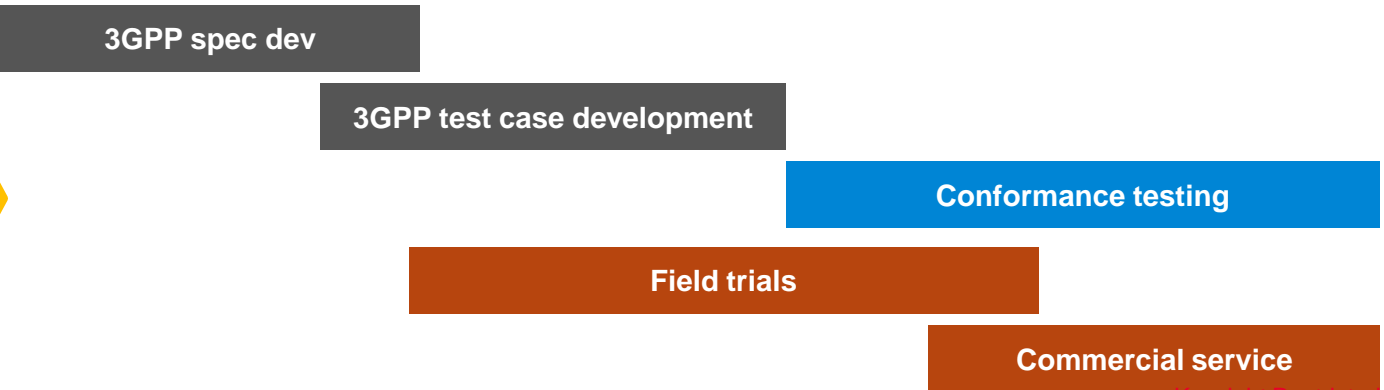 3GPP spec dev
3GPP test case development
Conformance testing
Field trials
Commercial service